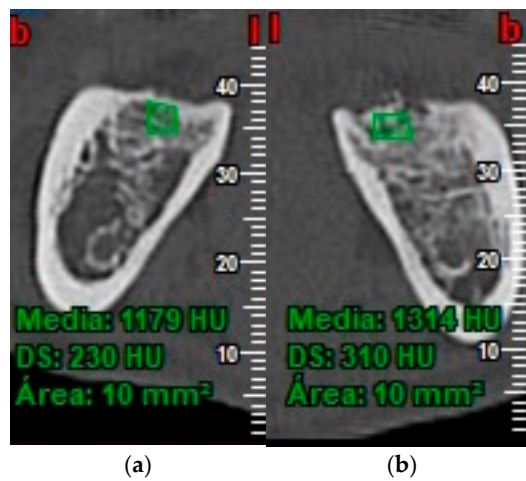 b l l b
40 40
30 30
20 20
10 10
Media: 1179 HU Media: 1314 HU
DS: 230 HU DS: 310 HU
Área: 10 mm² Área: 10 mm²
(a) (b)